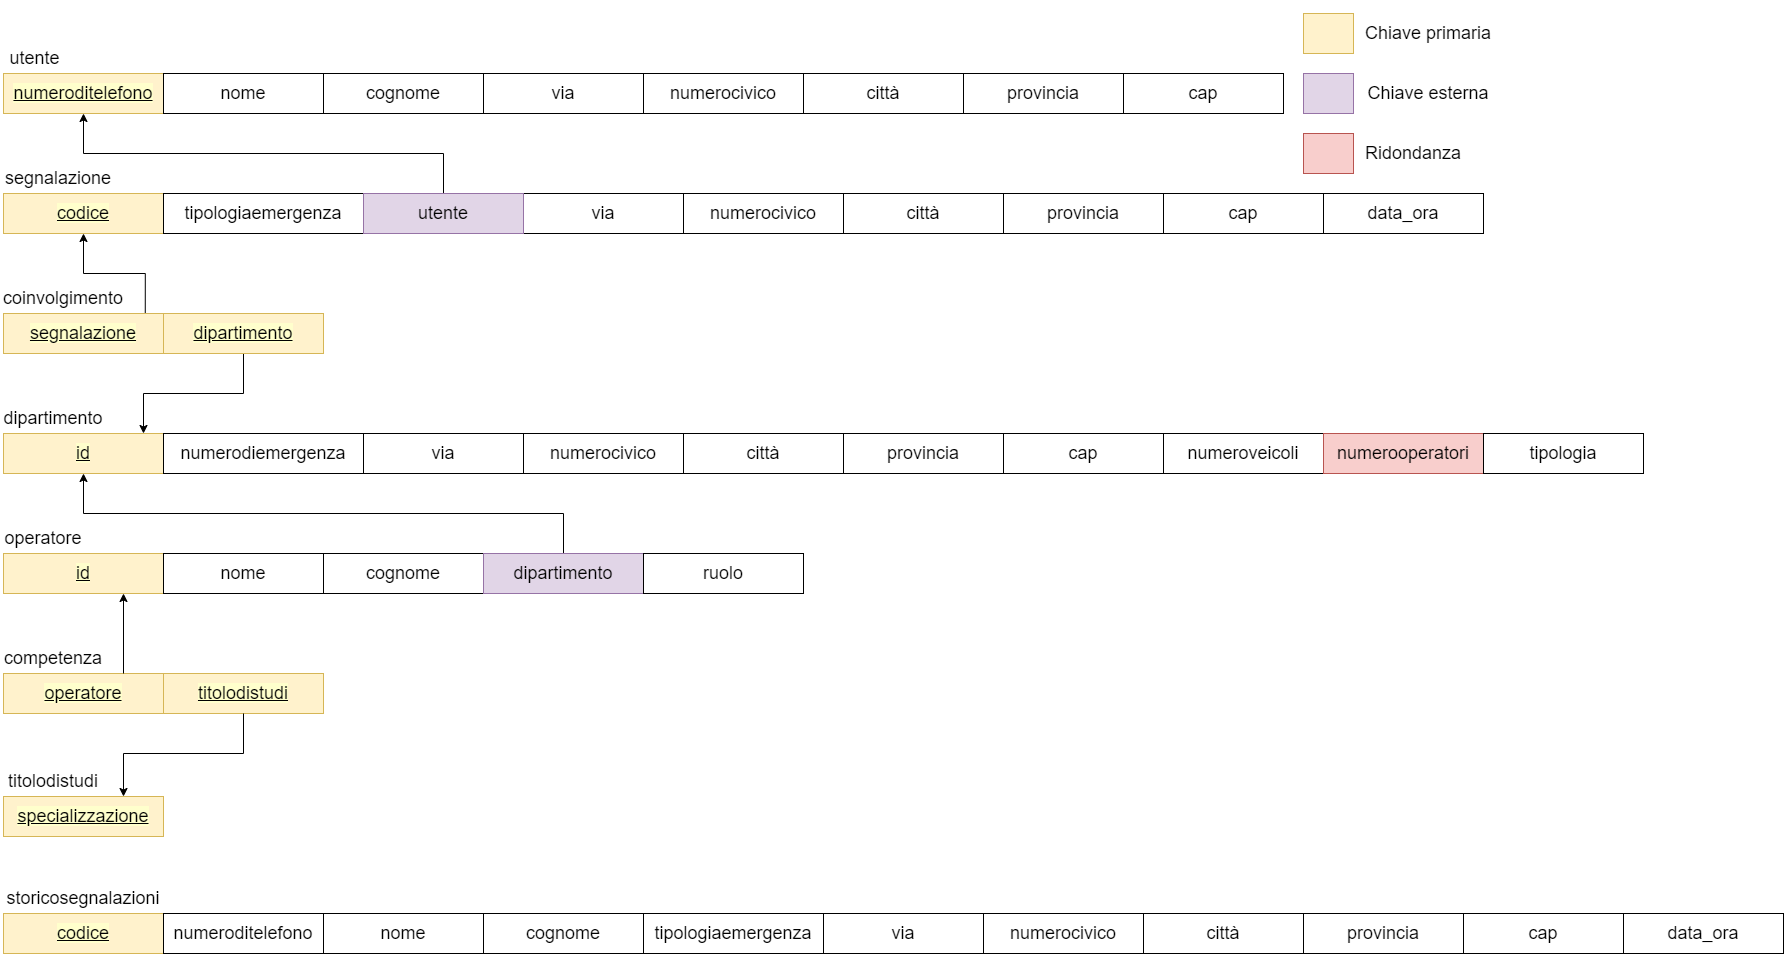 Chiave primaria
utente
numeroditelefono nome cognome via numerocivico città provincia cap
Chiave esterna
Ridondanza
segnalazione
codice tipologiaemergenza utente via numerocivico città provincia cap data_ora
coinvolgimento
segnalazione dipartimento
dipartimento
id numerodiemergenza via numerocivico città provincia cap numeroveicoli numerooperatori tipologia
operatore
id nome cognome dipartimento ruolo
competenza
operatore titolodistudi
titolodistudi
specializzazione
storicosegnalazioni
codice numeroditelefono nome cognome tipologiaemergenza via numerocivico città provincia cap data_ora